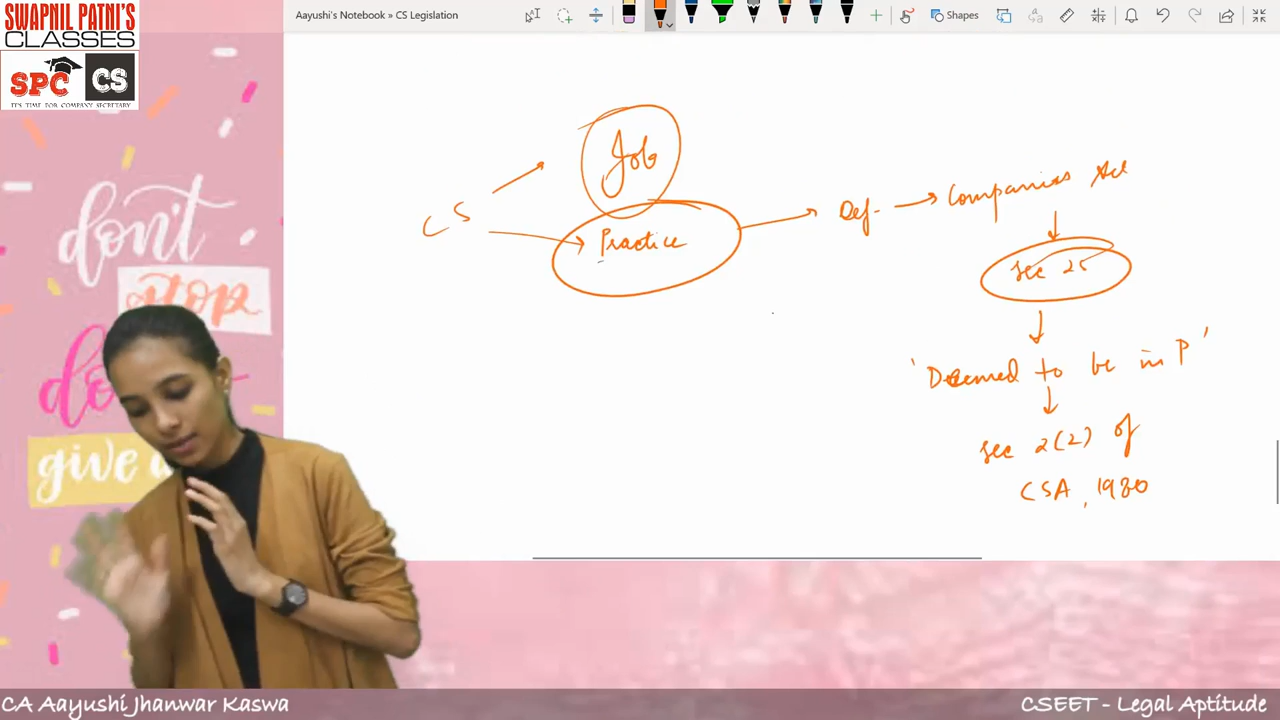 SWAPNIL PATNI'S
CLASSES
SPC CS
IT'S TIME FOR COMPANY SECRETARY
Aayushi's Notebook » CS Legislation
Shapes
don't
stop
give
Job
CS
Practice
Def. → Companies Act
Sec 25
'Deemed to be in P'
Sec 2(2) of
CSA, 1980
CA Aayushi Jhanwar Kaswa
CSEET - Legal Aptitude